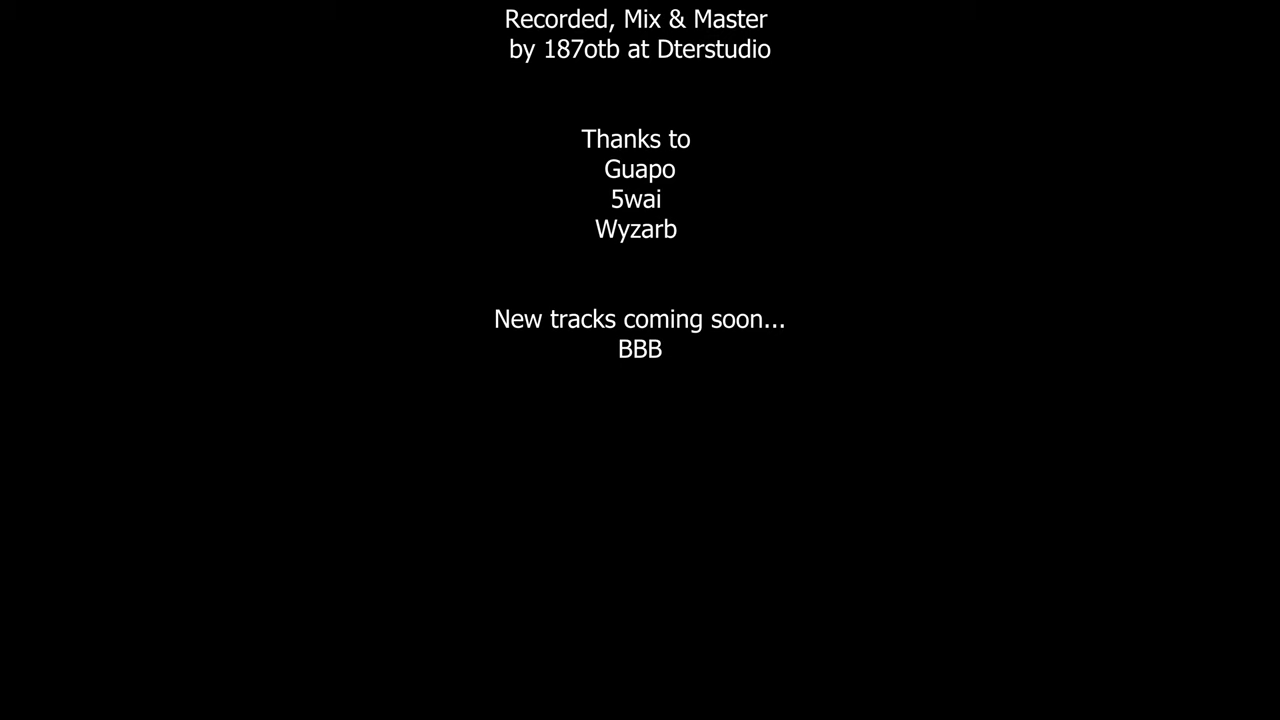 Recorded, Mix & Master
by 187otb at Dterstudio
Thanks to
Guapo
5wai
Wyzarb
New tracks coming soon...
BBB